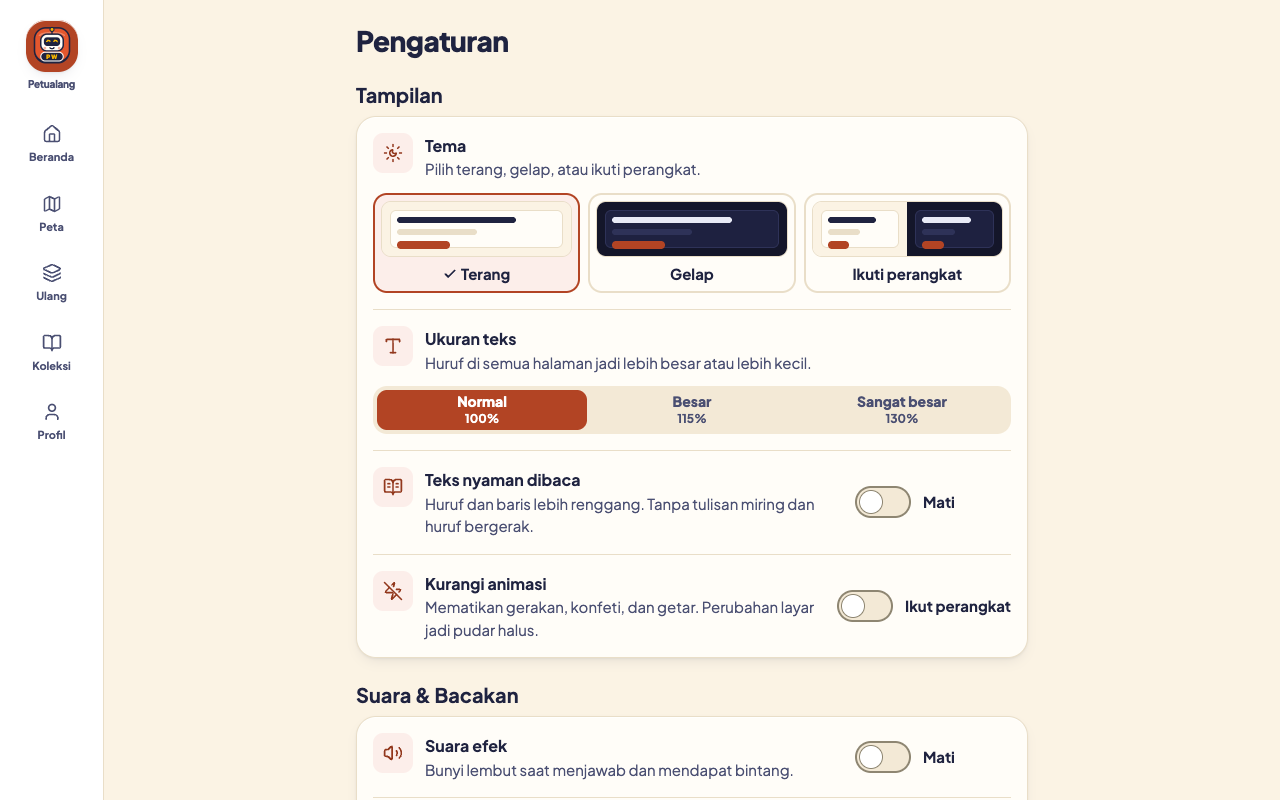 PW
Petualang
Beranda
Peta
Ulang
Koleksi
Profil
Pengaturan
Tampilan
Tema
Pilih terang, gelap, atau ikuti perangkat.
Terang
Gelap
Ikuti perangkat
Ukuran teks
Huruf di semua halaman jadi lebih besar atau lebih kecil.
Normal
100%
Besar
115%
Sangat besar
130%
Teks nyaman dibaca
Huruf dan baris lebih renggang. Tanpa tulisan miring dan
huruf bergerak.
Mati
Kurangi animasi
Mematikan gerakan, konfeti, dan getar. Perubahan layar
jadi pudar halus.
Ikut perangkat
Suara & Bacakan
Suara efek
Bunyi lembut saat menjawab dan mendapat bintang.
Mati